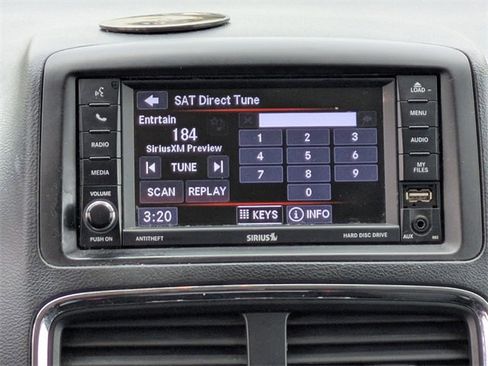 SAT Direct Tune
Entrtain
184
SiriusXM Preview
TUNE
SCAN REPLAY
1 2 3
4 5 6
7 8 9
0
3:20 KEYS INFO
RADIO
MEDIA
VOLUME
PUSH ON
LOAD
MENU
AUDIO
MY
FILES
AUX
ANTITHEFT SIRIUS HARD DISC DRIVE